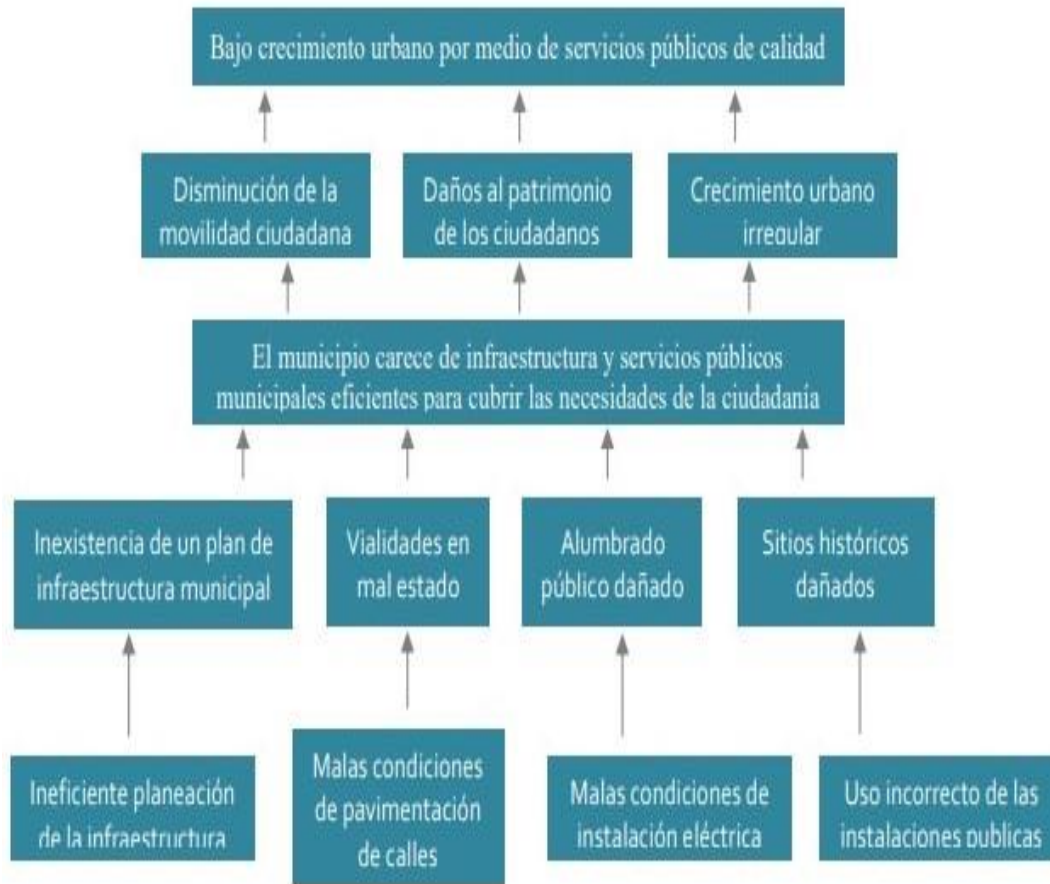 Bajo crecimiento urbano por medio de servicios públicos de calidad
Disminución de la
movilidad ciudadana
Daños al patrimonio
de los ciudadanos
Crecimiento urbano
irregular
El municipio carece de infraestructura y servicios públicos
municipales eficientes para cubrir las necesidades de la ciudadanía
Inexistencia de un plan de
infraestructura municipal
Vialidades en
mal estado
Alumbrado
público dañado
Sitios históricos
dañados
Ineficiente planeación
de la infraestructura
Malas condiciones
de pavimentación
de calles
Malas condiciones de
instalación eléctrica
Uso incorrecto de las
instalaciones publicas